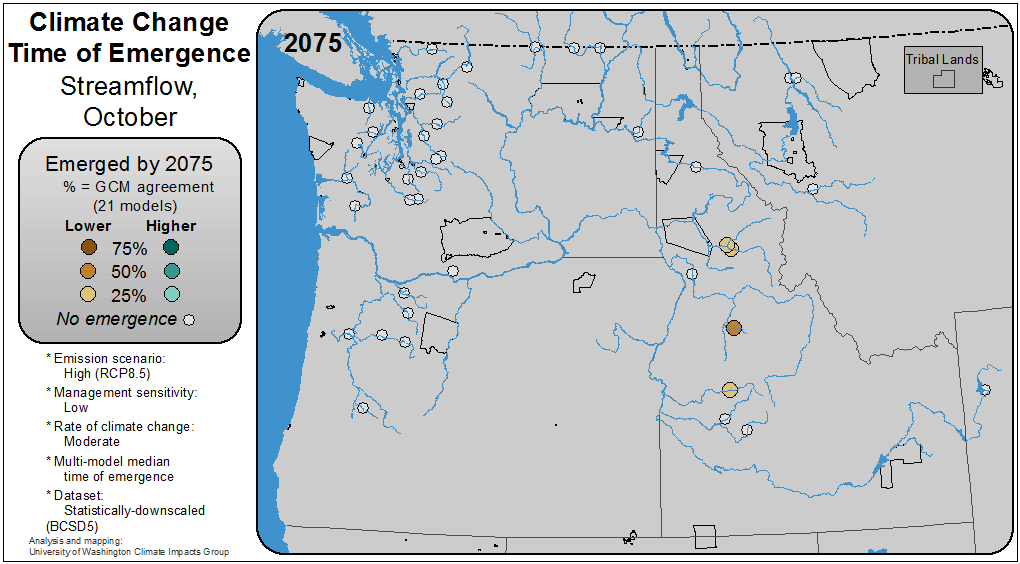 Climate Change
Time of Emergence
Streamflow,
October
Emerged by 2075
% = GCM agreement
(21 models)
Lower Higher
75%
50%
25%
No emergence
* Emission scenario:
High (RCP8.5)
* Management sensitivity:
Low
* Rate of climate change:
Moderate
* Multi-model median
time of emergence
* Dataset:
Statistically-downscaled
(BCSD5)
Analysis and mapping:
University of Washington Climate Impacts Group
2075
Tribal Lands